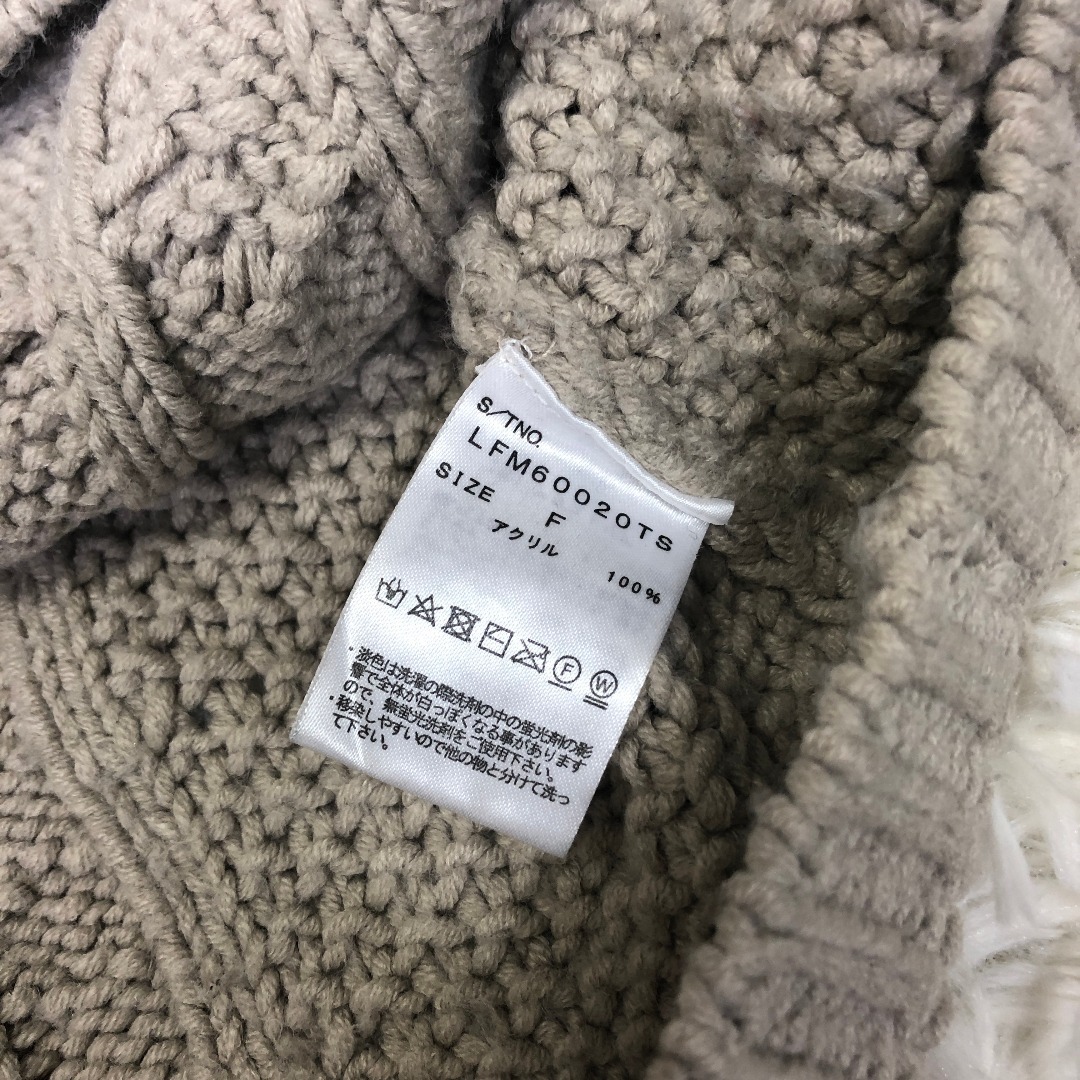 S/TNO.
LFM60020TS
SIZE F
アクリル 100%
F W
・淡色は洗濯の際洗剤の中の蛍光剤の影
響で全体が白っぽくなる事があります
ので、無蛍光洗剤をご使用下さい。
・移染しやすいので他の物と分けて洗っ
て下さい。